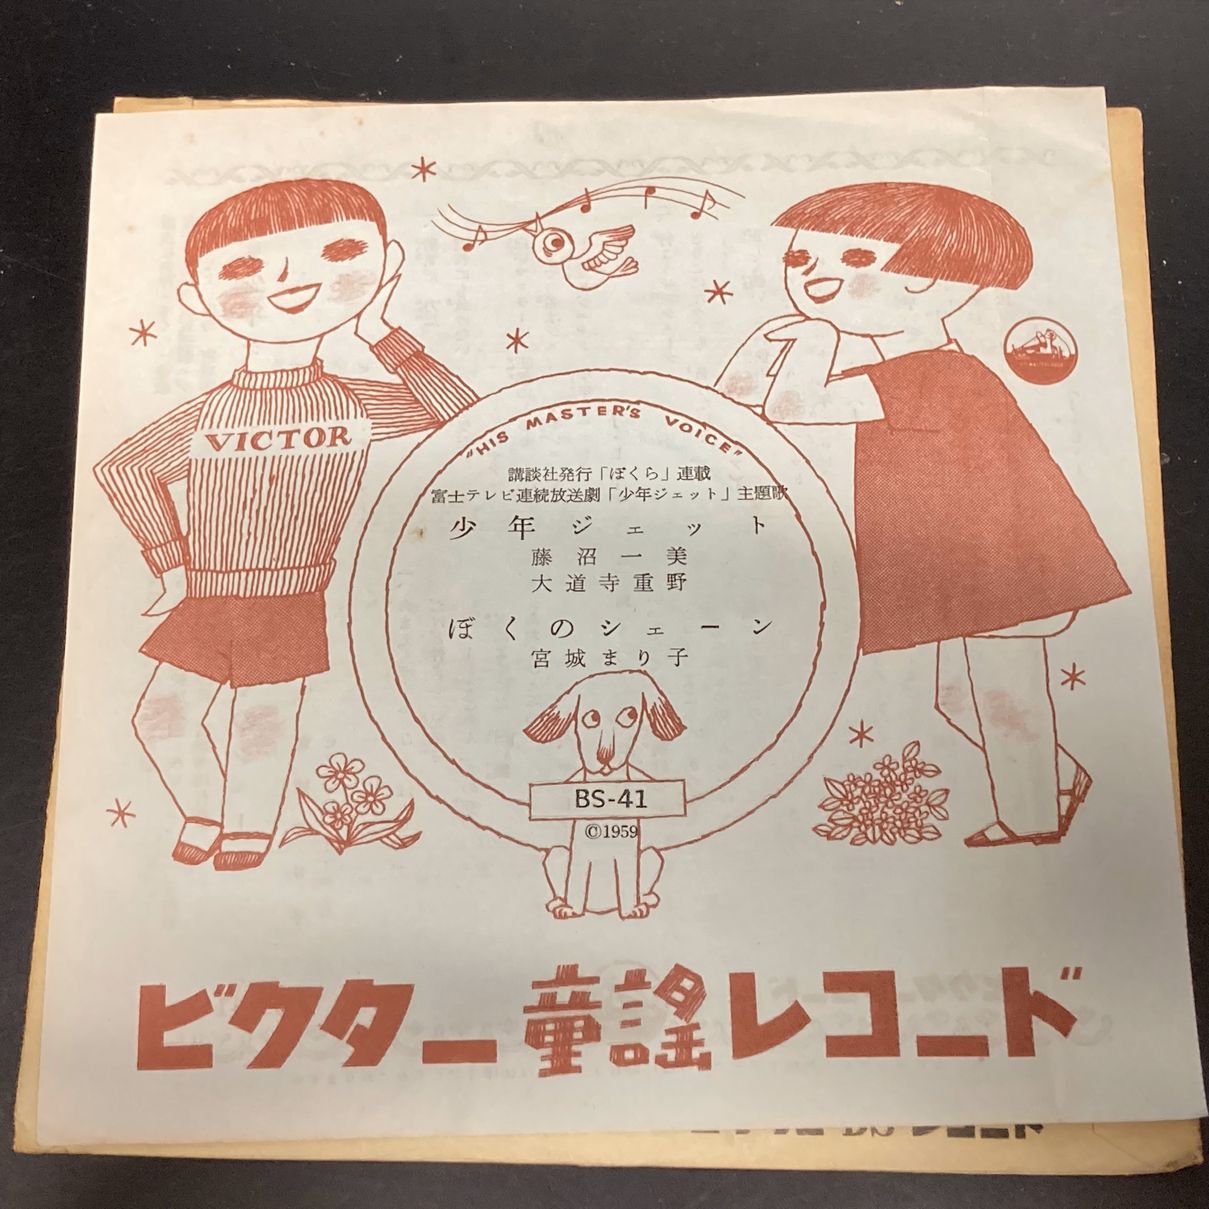 VICTOR
"HIS MASTER'S VOICE"
講談社発行「ぼくら」連載
富士テレビ連続放送劇「少年ジェット」主題歌
少年ジェット
藤沼一美
大道寺重野
ぼくのシェーン
宮城まり子
BS-41
©1959
ビクター童謡レコード